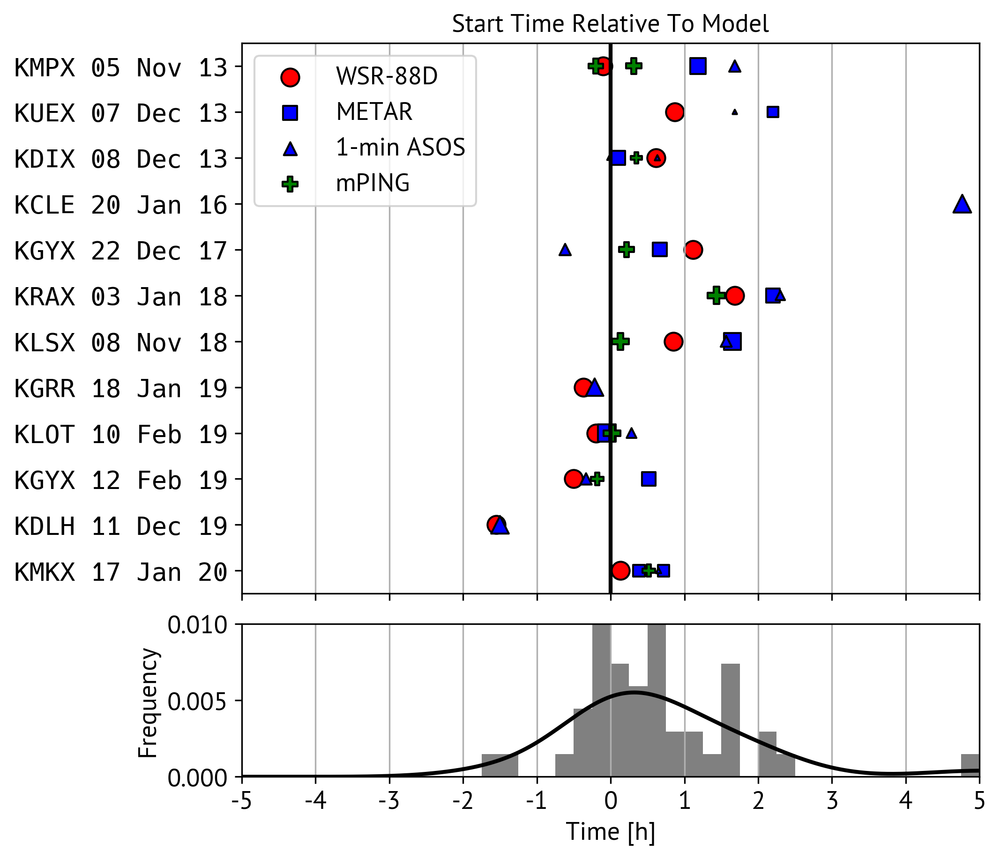 Start Time Relative To Model
KMPX 05 Nov 13
KUEX 07 Dec 13
KDIX 08 Dec 13
KCLE 20 Jan 16
KGYX 22 Dec 17
KRAX 03 Jan 18
KLSX 08 Nov 18
KGRR 18 Jan 19
KLOT 10 Feb 19
KGYX 12 Feb 19
KDLH 11 Dec 19
KMKX 17 Jan 20
WSR-88D
METAR
1-min ASOS
mPING
Frequency
0.010
0.005
0.000
-5 -4 -3 -2 -1 0 1 2 3 4 5
Time [h]